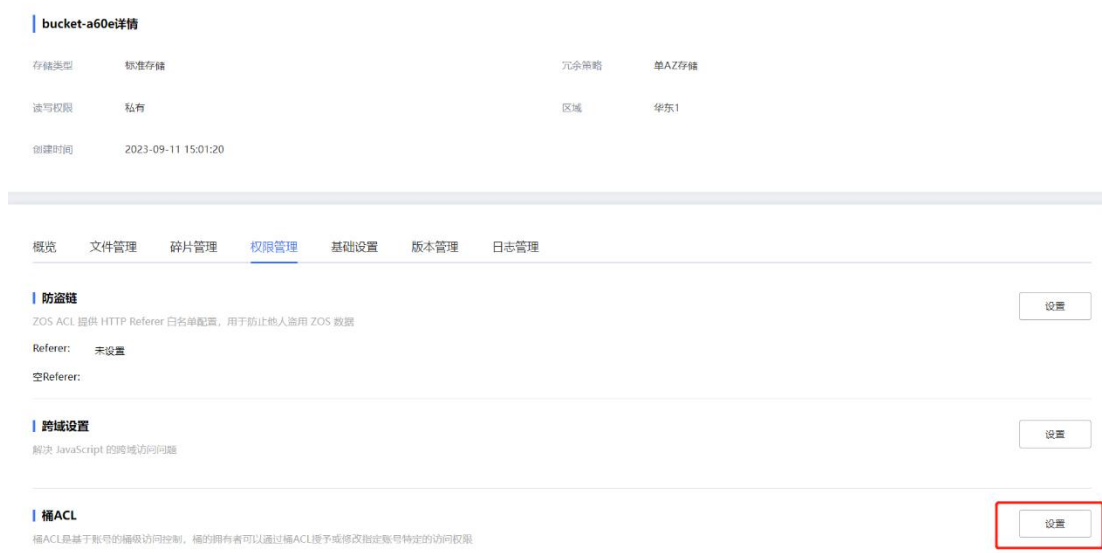 bucket-a60e详情
存储类型 标准存储 冗余策略 单AZ存储
读写权限 私有 区域 华东1
创建时间 2023-09-11 15:01:20
概览 文件管理 碎片管理 权限管理 基础设置 版本管理 日志管理
防盗链 设置
ZOS ACL 提供 HTTP Referer 白名单配置，用于防止他人盗用 ZOS 数据
Referer: 未设置
空Referer:
跨域设置 设置
解决 JavaScript 的跨域访问问题
桶ACL 设置
桶ACL是基于账号的桶级访问控制，桶的拥有者可以通过桶ACL授予或修改指定账号特定的访问权限